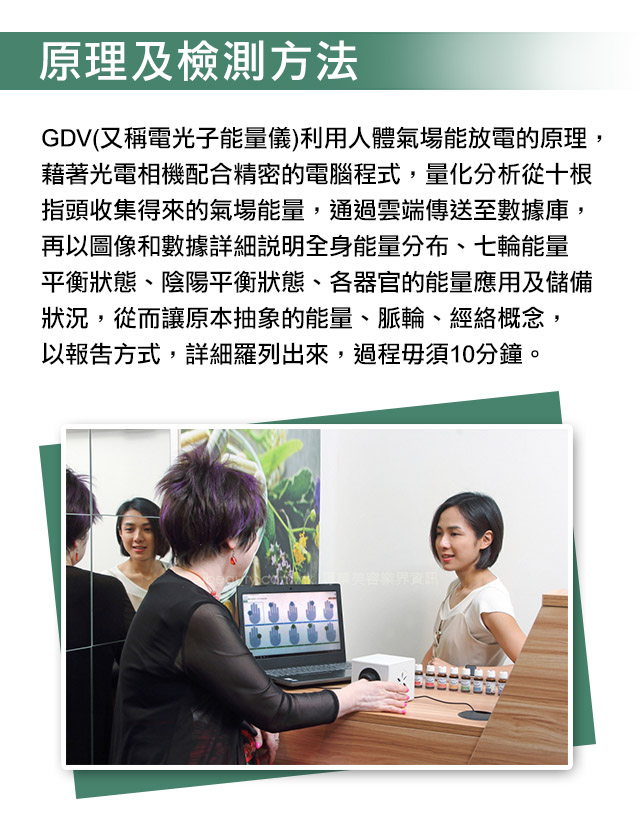 原理及檢測方法
GDV(又稱電光子能量儀)利用人體氣場能放電的原理，
藉著光電相機配合精密的電腦程式，量化分析從十根
指頭收集得來的氣場能量，通過雲端傳送至數據庫，
再以圖像和數據詳細説明全身能量分布、七輪能量
平衡狀態、陰陽平衡狀態、各器官的能量應用及儲備
狀況，從而讓原本抽象的能量、脈輪、經絡概念，
以報告方式，詳細羅列出來，過程毋須10分鐘。